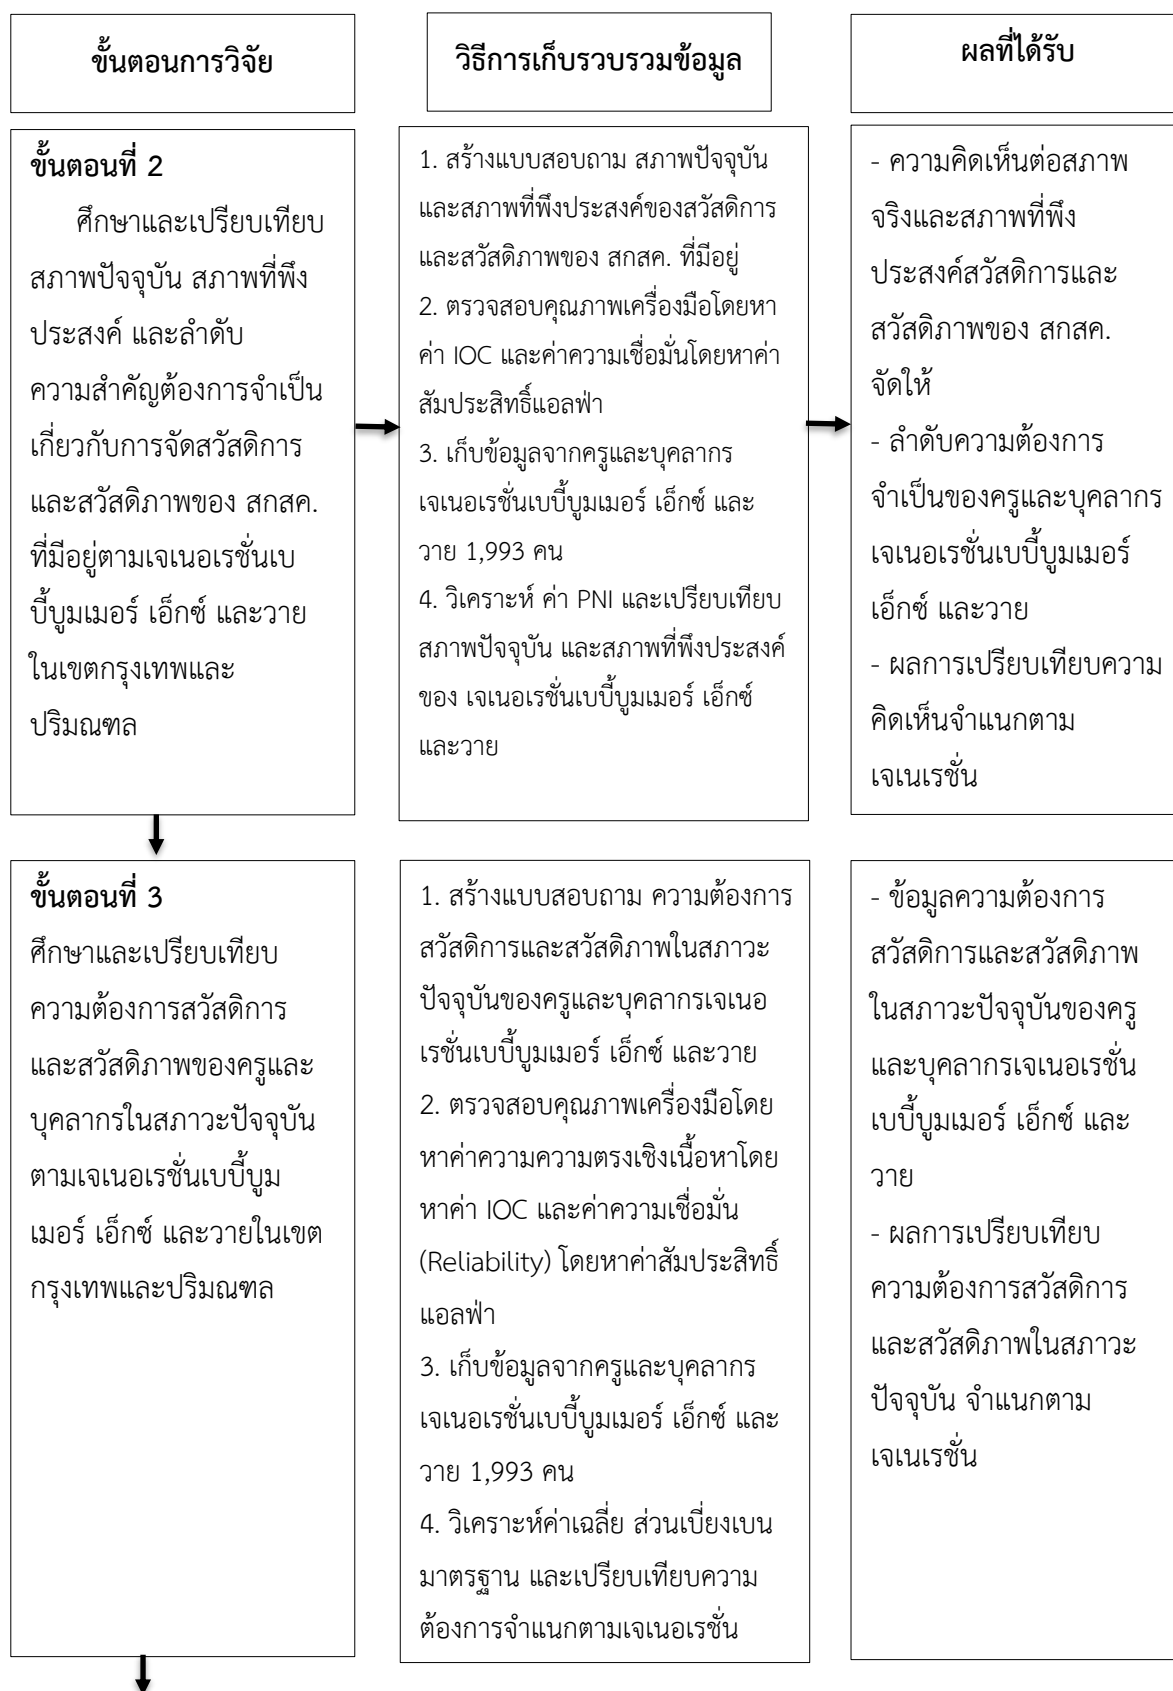 ขั้นตอนการวิจัย
วิธีการเก็บรวบรวมข้อมูล
ผลที่ได้รับ
ขั้นตอนที่ 2
ศึกษาและเปรียบเทียบ
สภาพปัจจุบัน สภาพที่พึง
ประสงค์ และลำดับ
ความสำคัญต้องการจำเป็น
เกี่ยวกับการจัดสวัสดิการ
และสวัสดิภาพของ สกสค.
ที่มีอยู่ตามเจเนอเรชั่นเบ
บี้บูมเมอร์ เอ็กซ์ และวาย
ในเขตกรุงเทพและ
ปริมณฑล
1. สร้างแบบสอบถาม สภาพปัจจุบัน
และสภาพที่พึงประสงค์ของสวัสดิการ
และสวัสดิภาพของ สกสค. ที่มีอยู่
2. ตรวจสอบคุณภาพเครื่องมือโดยหา
ค่า IOC และค่าความเชื่อมั่นโดยหาค่า
สัมประสิทธิ์แอลฟ่า
3. เก็บข้อมูลจากครูและบุคลากร
เจเนอเรชั่นเบบี้บูมเมอร์ เอ็กซ์ และ
วาย 1,993 คน
4. วิเคราะห์ ค่า PNI และเปรียบเทียบ
สภาพปัจจุบัน และสภาพที่พึงประสงค์
ของ เจเนอเรชั่นเบบี้บูมเมอร์ เอ็กซ์
และวาย
- ความคิดเห็นต่อสภาพ
จริงและสภาพที่พึง
ประสงค์สวัสดิการและ
สวัสดิภาพของ สกสค.
จัดให้
- ลำดับความต้องการ
จำเป็นของครูและบุคลากร
เจเนอเรชั่นเบบี้บูมเมอร์
เอ็กซ์ และวาย
- ผลการเปรียบเทียบความ
คิดเห็นจำแนกตาม
เจเนเรชั่น
ขั้นตอนที่ 3
ศึกษาและเปรียบเทียบ
ความต้องการสวัสดิการ
และสวัสดิภาพของครูและ
บุคลากรในสภาวะปัจจุบัน
ตามเจเนอเรชั่นเบบี้บูม
เมอร์ เอ็กซ์ และวายในเขต
กรุงเทพและปริมณฑล
1. สร้างแบบสอบถาม ความต้องการ
สวัสดิการและสวัสดิภาพในสภาวะ
ปัจจุบันของครูและบุคลากรเจเนอ
เรชั่นเบบี้บูมเมอร์ เอ็กซ์ และวาย
2. ตรวจสอบคุณภาพเครื่องมือโดย
หาค่าความความตรงเชิงเนื้อหาโดย
หาค่า IOC และค่าความเชื่อมั่น
(Reliability) โดยหาค่าสัมประสิทธิ์
แอลฟ่า
3. เก็บข้อมูลจากครูและบุคลากร
เจเนอเรชั่นเบบี้บูมเมอร์ เอ็กซ์ และ
วาย 1,993 คน
4. วิเคราะห์ค่าเฉลี่ย ส่วนเบี่ยงเบน
มาตรฐาน และเปรียบเทียบความ
ต้องการจำแนกตามเจเนอเรชั่น
- ข้อมูลความต้องการ
สวัสดิการและสวัสดิภาพ
ในสภาวะปัจจุบันของครู
และบุคลากรเจเนอเรชั่น
เบบี้บูมเมอร์ เอ็กซ์ และ
วาย
- ผลการเปรียบเทียบ
ความต้องการสวัสดิการ
และสวัสดิภาพในสภาวะ
ปัจจุบัน จำแนกตาม
เจเนเรชั่น